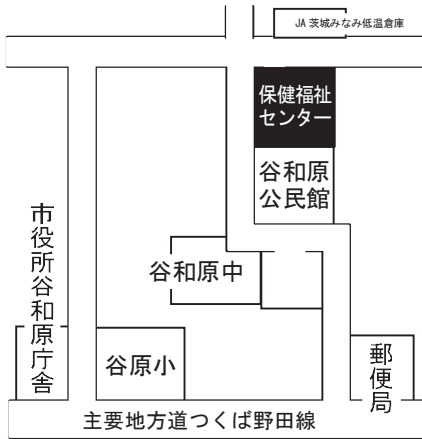 JA 茨城みなみ低温倉庫
保健福祉
センター
谷和原
公民館
市役所谷和原庁舎
谷和原中
谷原小
郵便局
主要地方道つくば野田線